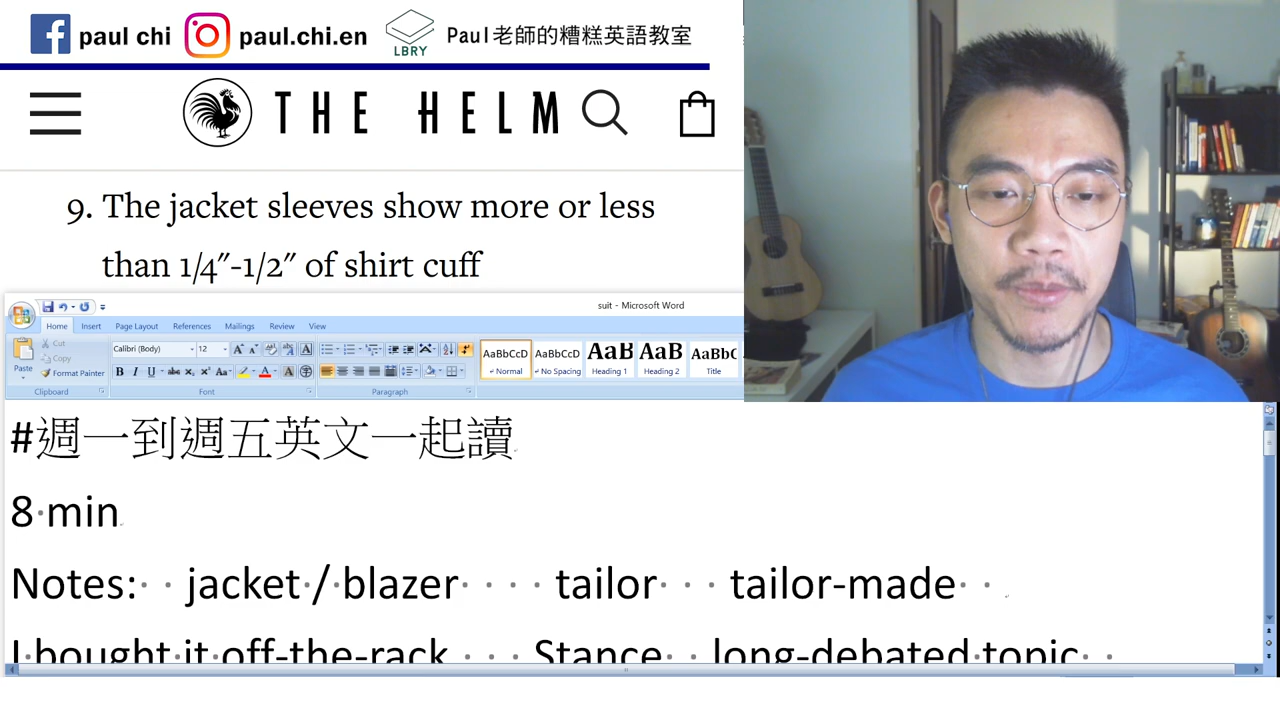 paul chi
paul.chi.en
LBRY
Paul老師的糟糕英語教室
THE HELM
9. The jacket sleeves show more or less
than 1/4″-1/2″ of shirt cuff
suit - Microsoft Word
Home Insert Page Layout References Mailings Review View
Paste
Cut
Copy
Format Painter
Clipboard
Calibri (Body) 12
Font
Paragraph
AaBbCcD AaBbCcD AaB AaB AaBbC
Normal No Spacing Heading 1 Heading 2 Title
#週一到週五英文一起讀
8 min
Notes: jacket / blazer tailor tailor-made
I bought it off-the-rack Stance long-debated topic